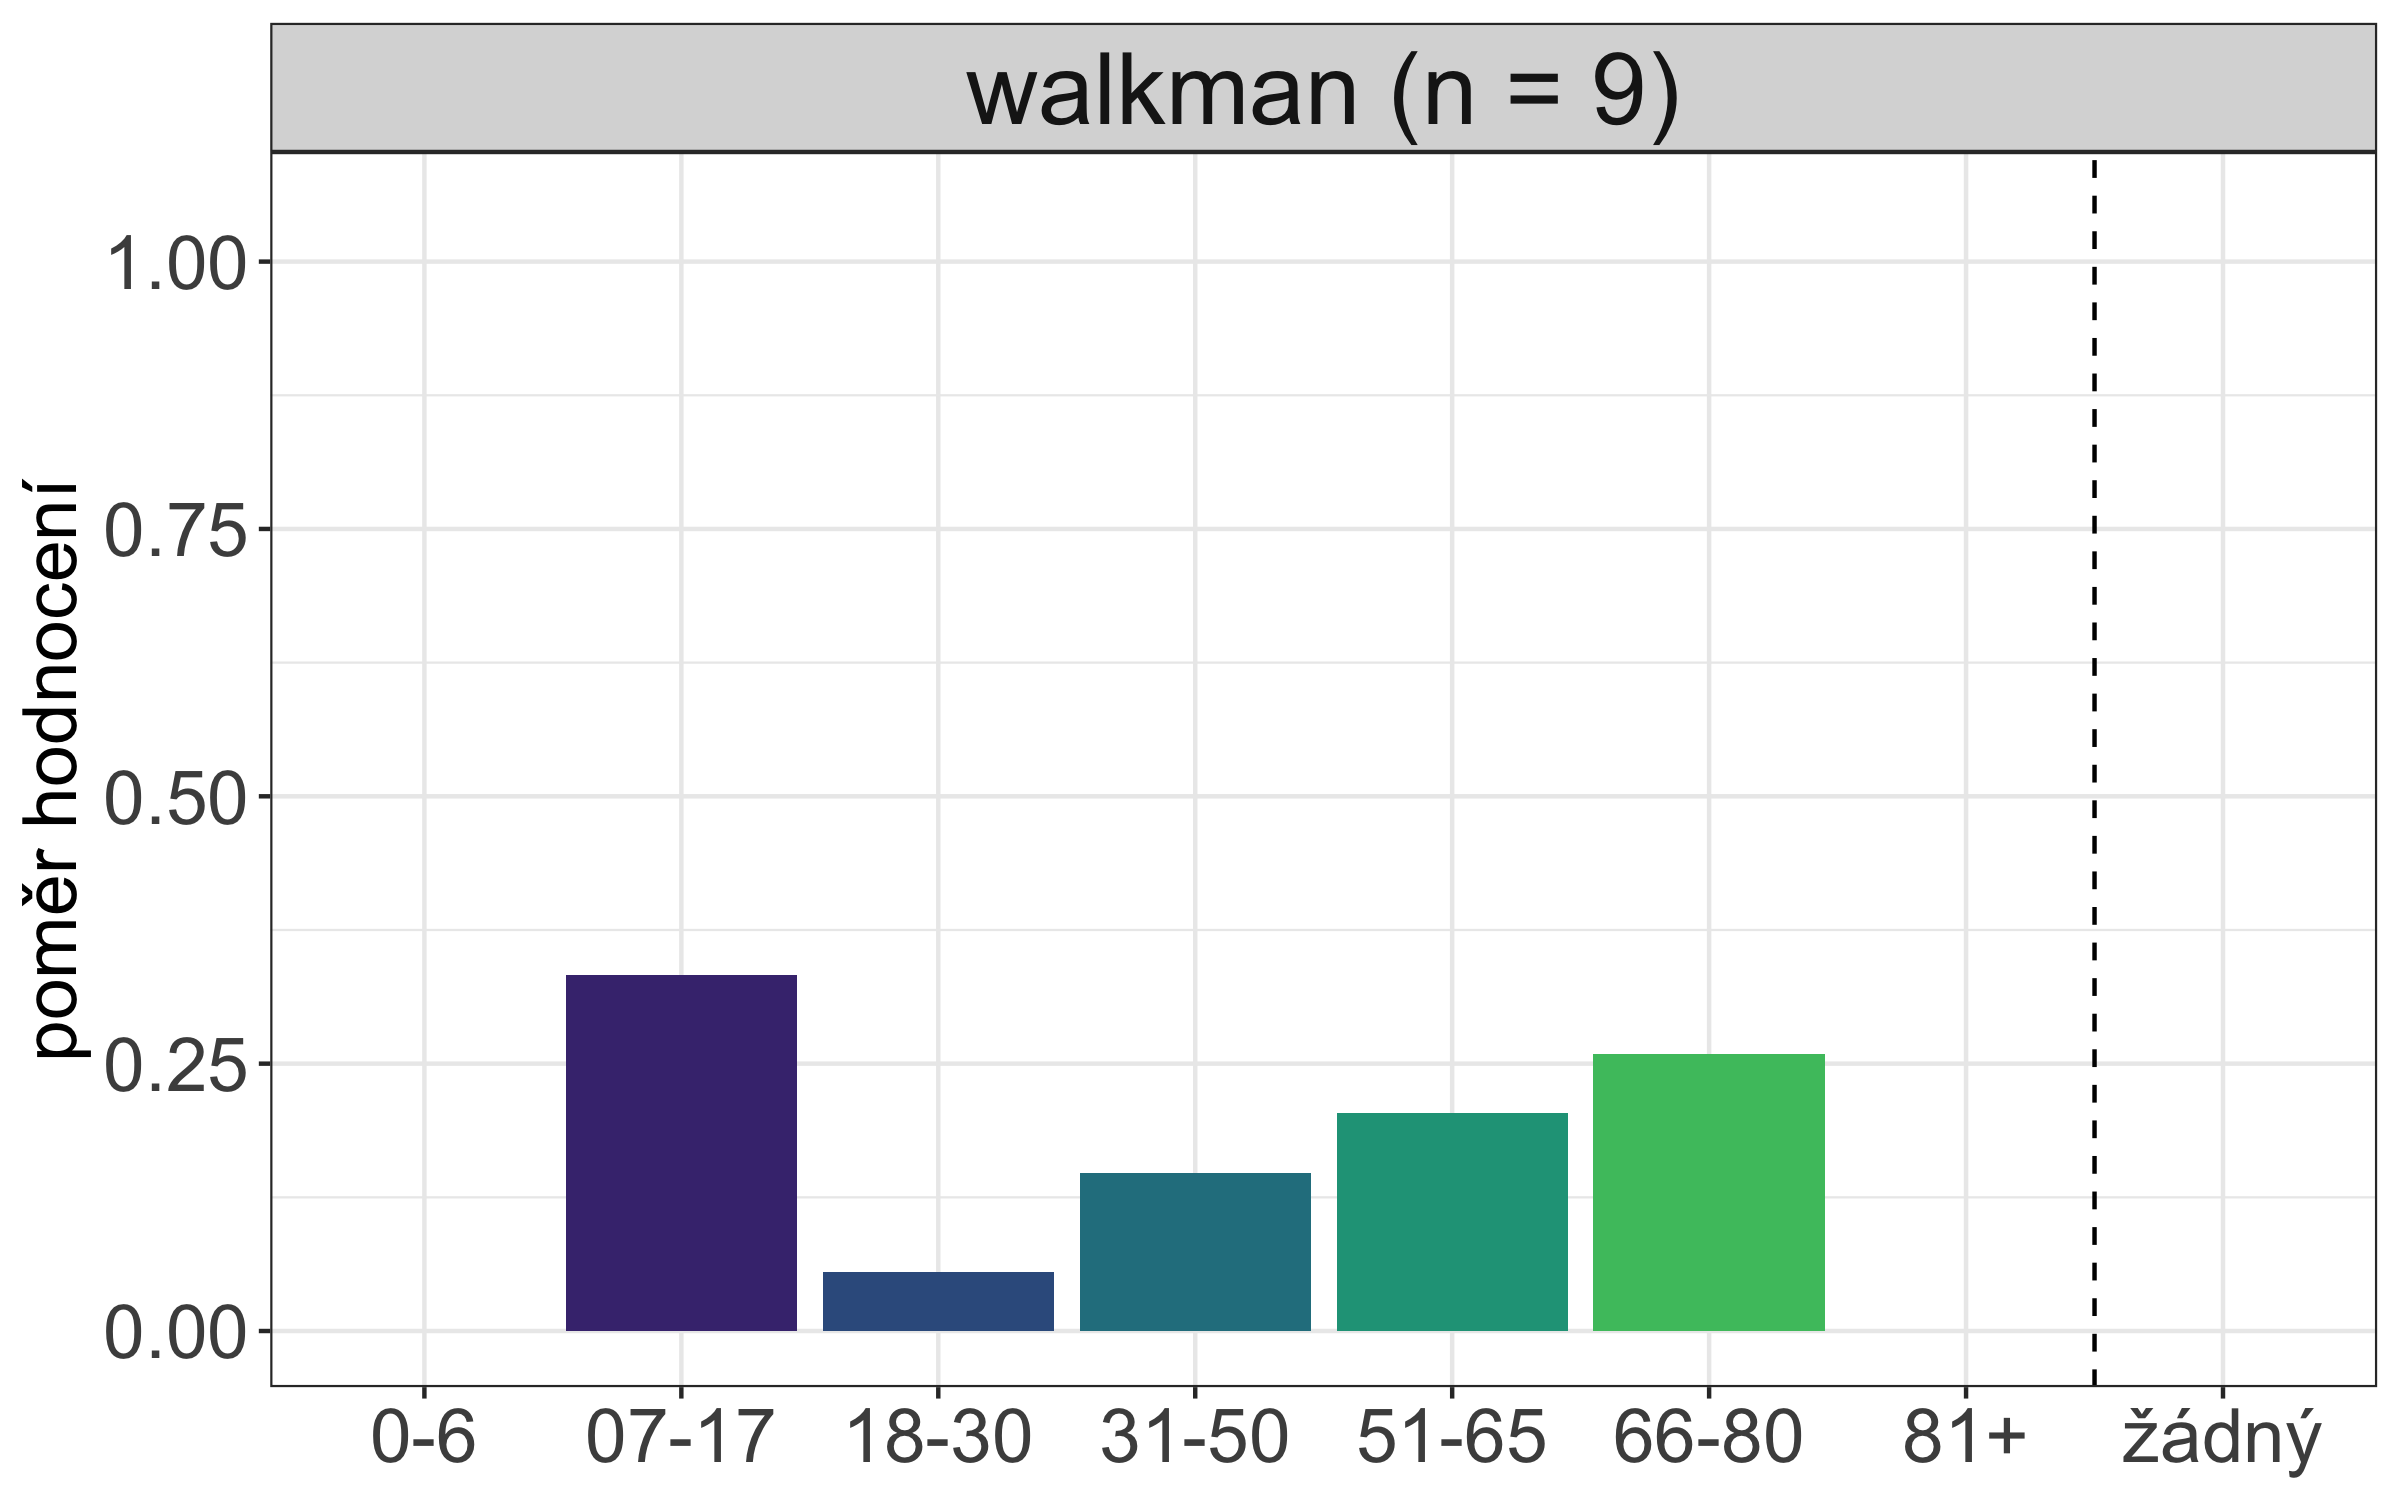 walkman (n = 9)
poměr hodnocení
1.00
0.75
0.50
0.25
0.00
0-6 07-17 18-30 31-50 51-65 66-80 81+ žádný